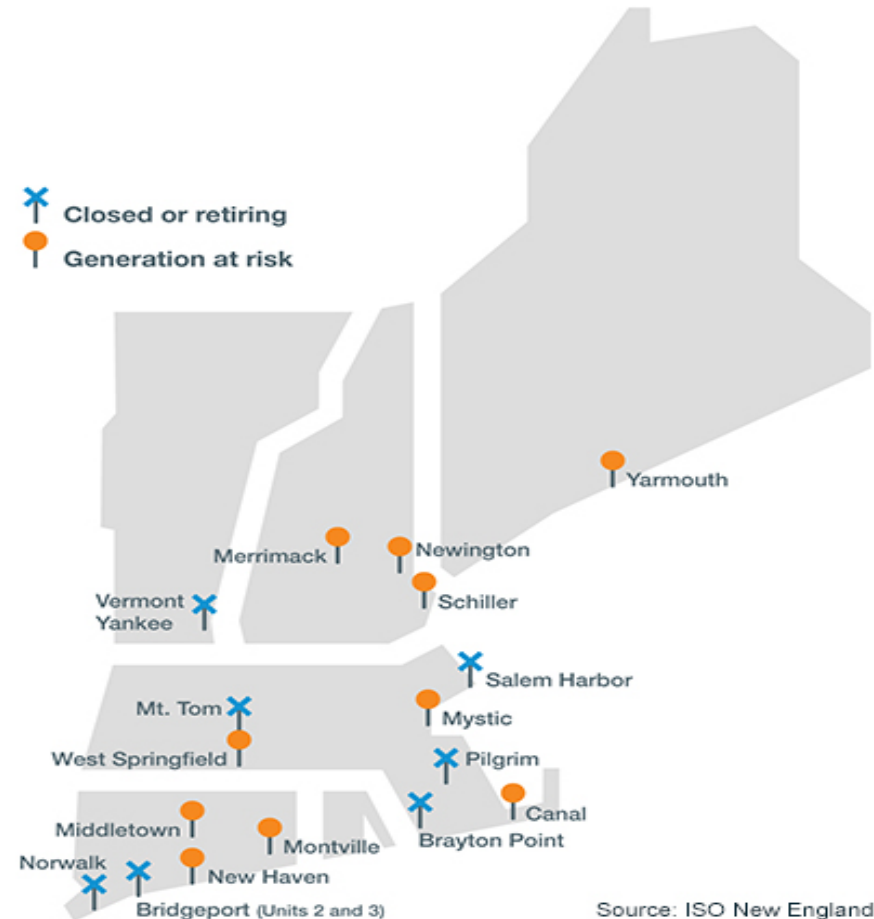 Closed or retiring
Generation at risk
Yarmouth
Merrimack
Newington
Schiller
Vermont
Yankee
Salem Harbor
Mt. Tom
Mystic
West Springfield
Pilgrim
Canal
Middletown
Brayton Point
Montville
Norwalk
New Haven
Bridgeport (Units 2 and 3)
Source: ISO New England